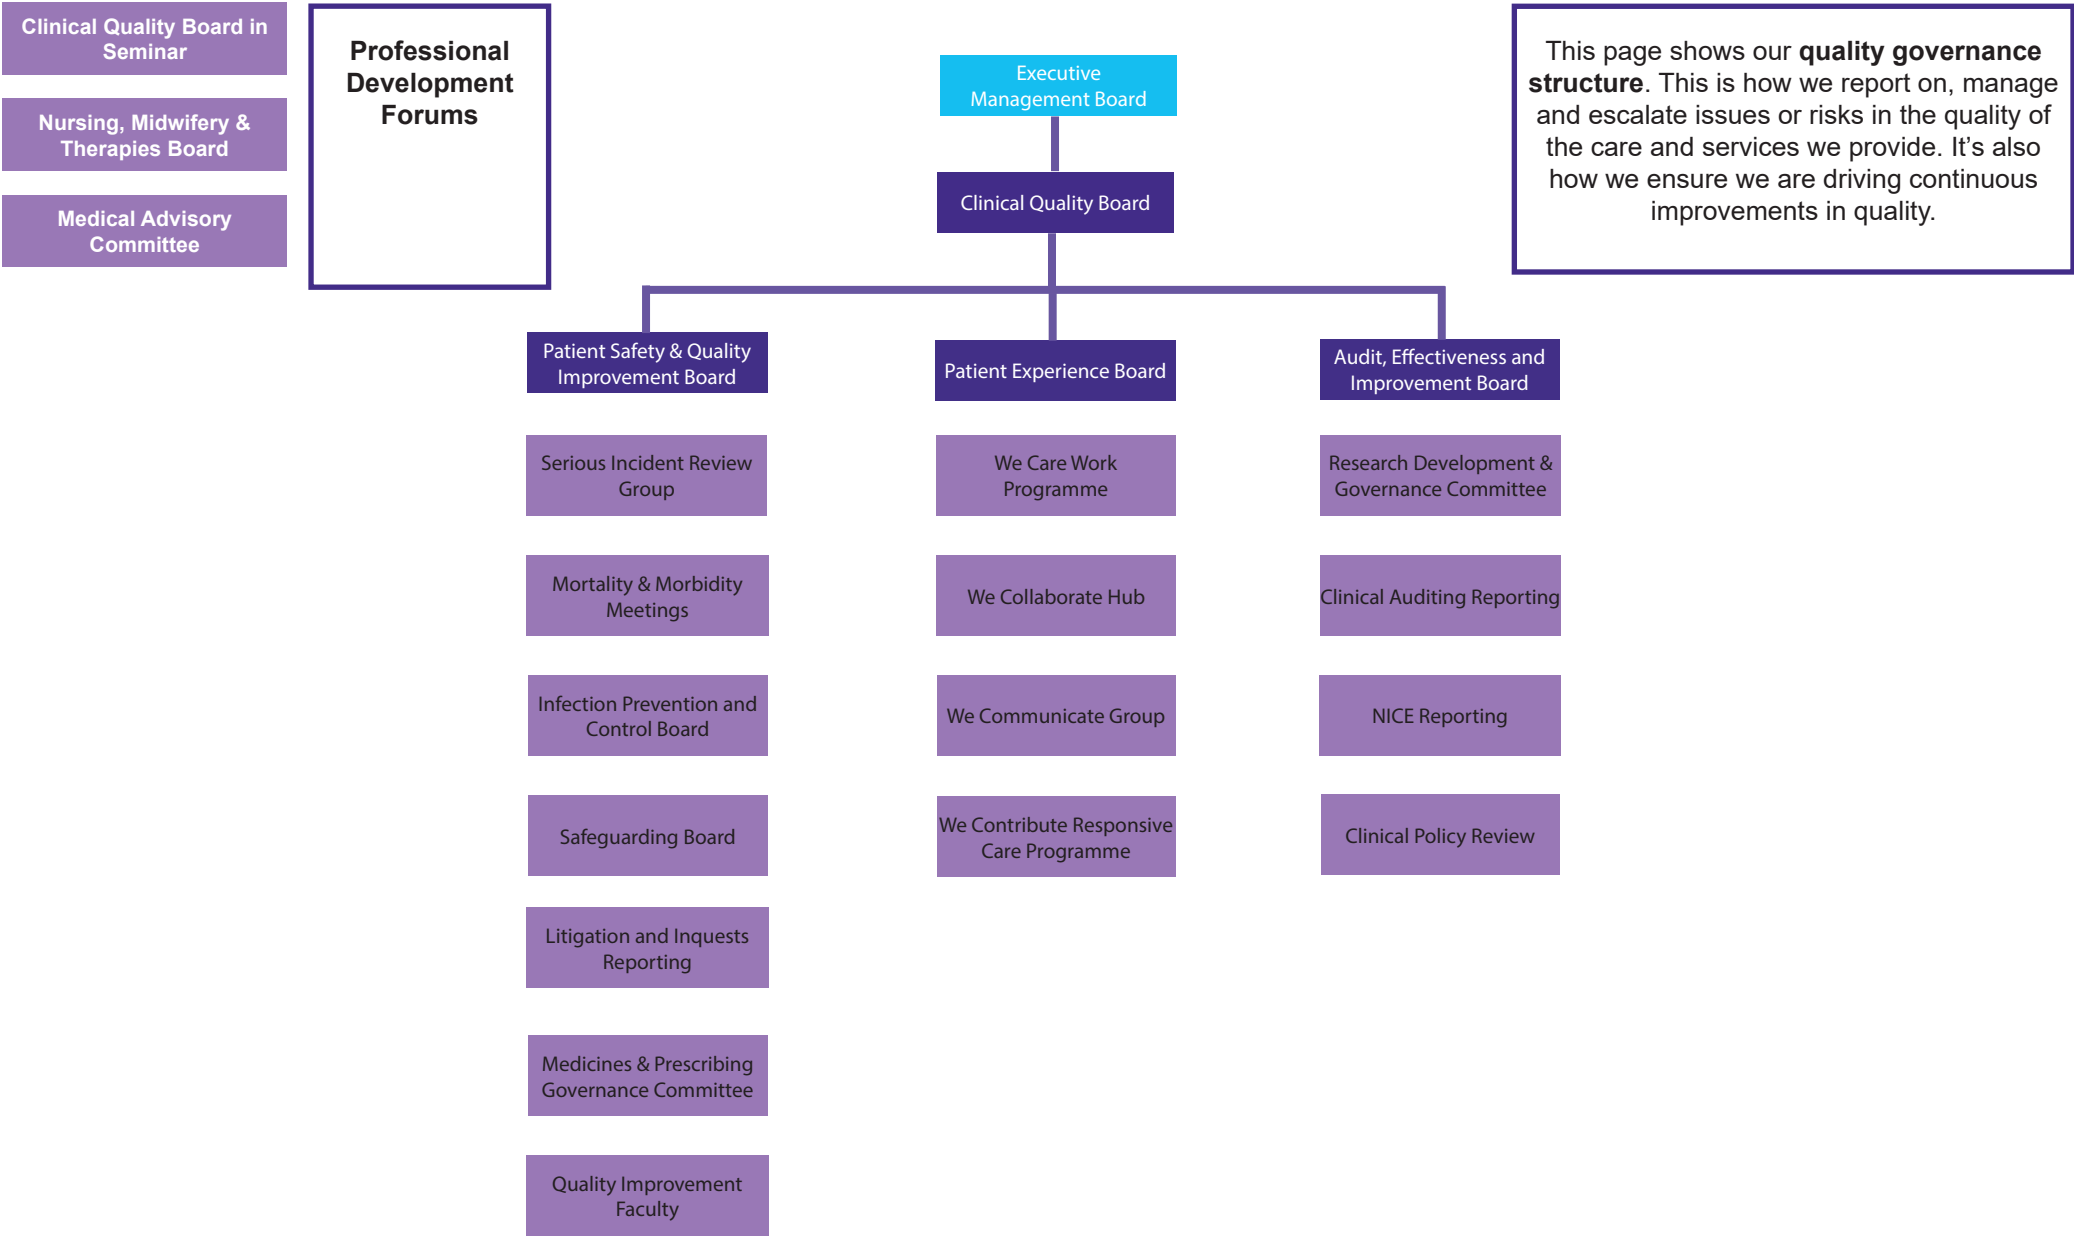 Clinical Quality Board in
Seminar
Nursing, Midwifery &
Therapies Board
Medical Advisory
Committee
Professional
Development
Forums
Executive
Management Board
Clinical Quality Board
This page shows our quality governance
structure. This is how we report on, manage
and escalate issues or risks in the quality of
the care and services we provide. It’s also
how we ensure we are driving continuous
improvements in quality.
Patient Safety & Quality
Improvement Board
Serious Incident Review
Group
Mortality & Morbidity
Meetings
Infection Prevention and
Control Board
Safeguarding Board
Litigation and Inquests
Reporting
Medicines & Prescribing
Governance Committee
Quality Improvement
Faculty
Patient Experience Board
We Care Work
Programme
We Collaborate Hub
We Communicate Group
We Contribute Responsive
Care Programme
Audit, Effectiveness and
Improvement Board
Research Development &
Governance Committee
Clinical Auditing Reporting
NICE Reporting
Clinical Policy Review